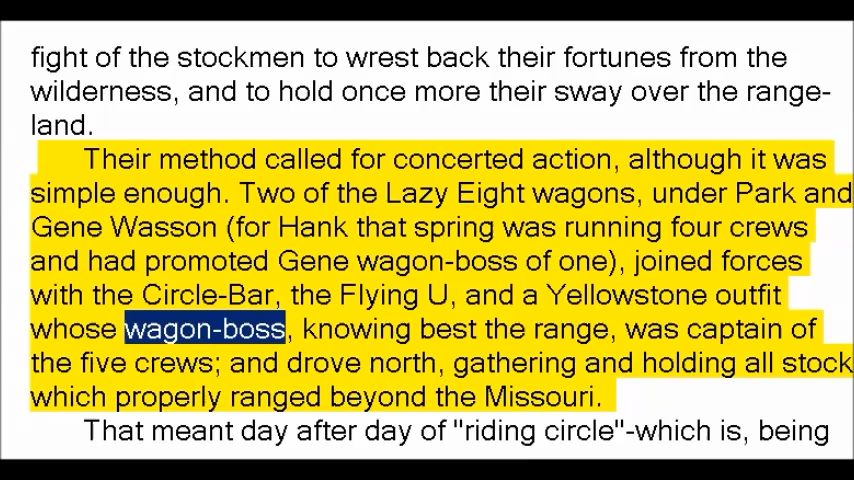 fight of the stockmen to wrest back their fortunes from the
wilderness, and to hold once more their sway over the range-
land.
Their method called for concerted action, although it was
simple enough. Two of the Lazy Eight wagons, under Park and
Gene Wasson (for Hank that spring was running four crews
and had promoted Gene wagon-boss of one), joined forces
with the Circle-Bar, the Flying U, and a Yellowstone outfit
whose wagon-boss, knowing best the range, was captain of
the five crews; and drove north, gathering and holding all stock
which properly ranged beyond the Missouri.
That meant day after day of "riding circle"-which is, being